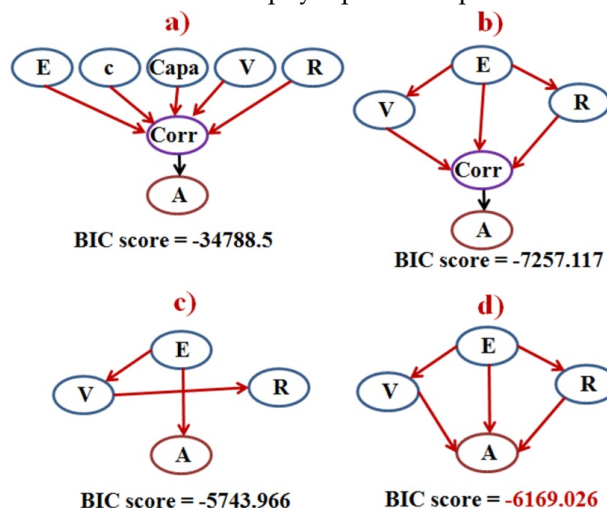 a)
E c Capa V R
Corr
A
BIC score = -34788.5
b)
E
V R
Corr
A
BIC score = -7257.117
c)
E
V R
A
BIC score = -5743.966
d)
E
V R
A
BIC score = -6169.026